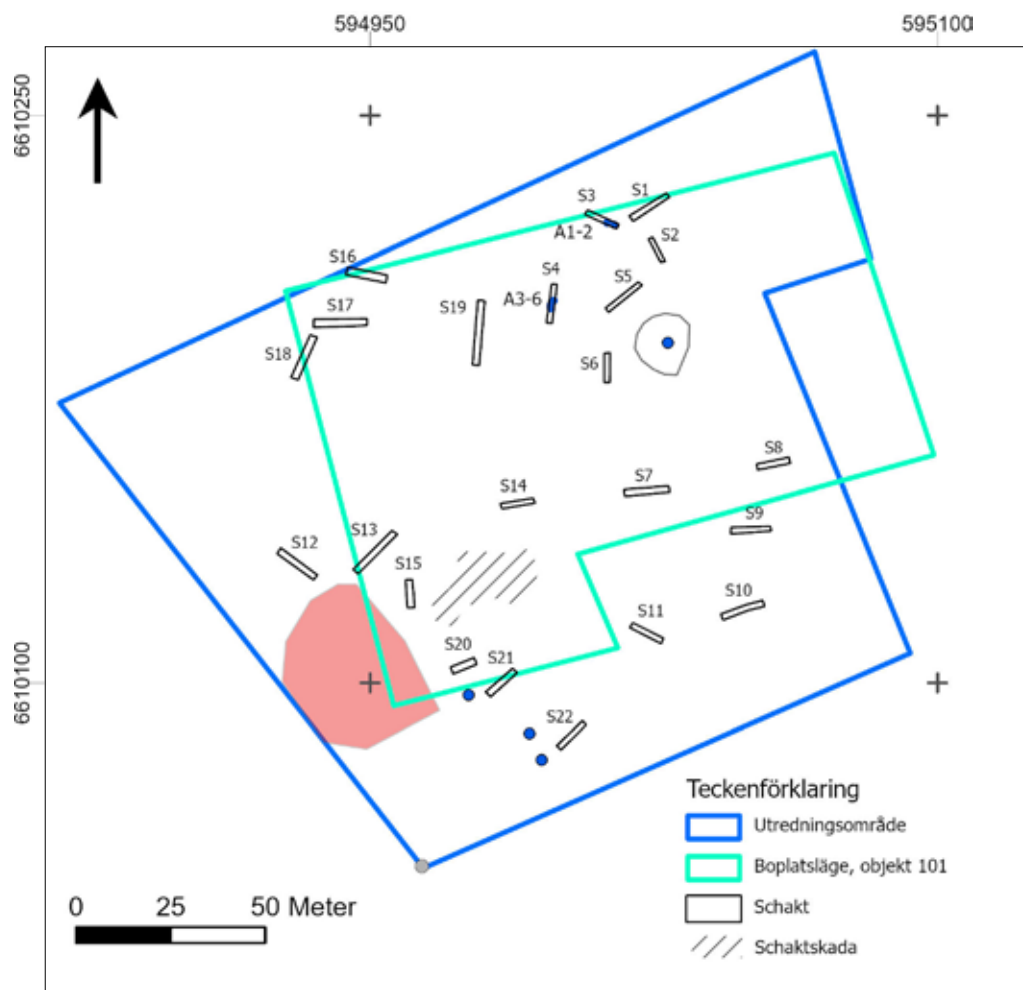 594950
595100
6610250
S3
S1
A1-2
S2
S16
S4
S5
A3-6
S19
S17
S18
S6
S8
S14
S7
S9
S13
S12
S15
S10
S11
S20
S21
6610100
S22
Teckenförklaring
Utredningsområde
Boplatsläge, objekt 101
Schakt
Schaktskada
0 25 50 Meter